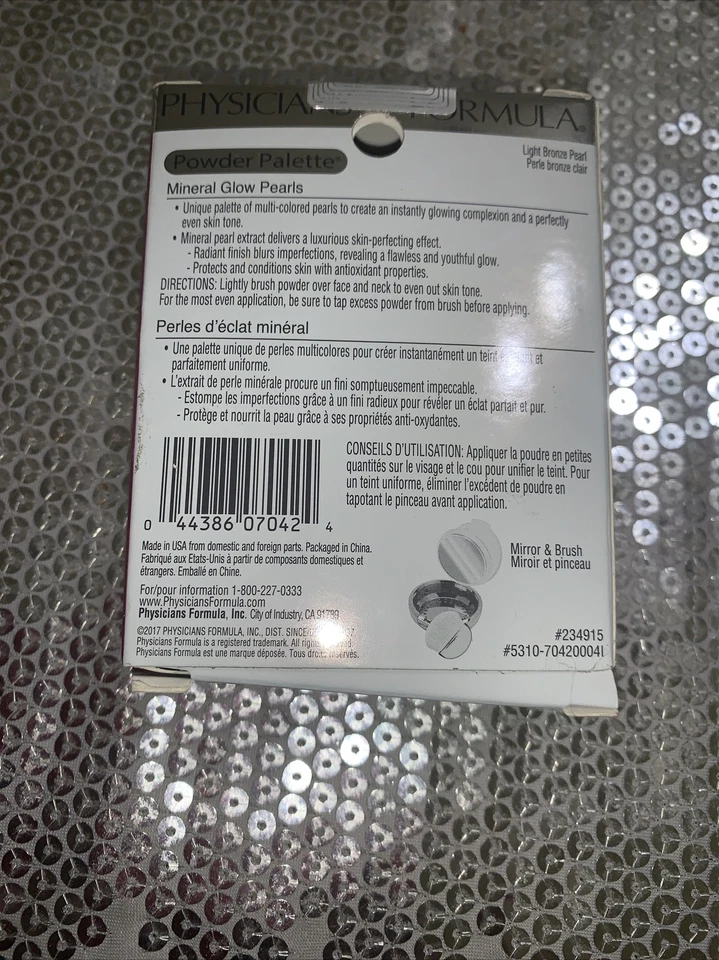 PHYSICIANS FORMULA®
Powder Palette®
Light Bronze Pearl
Perle bronze clair
Mineral Glow Pearls
• Unique palette of multi-colored pearls to create an instantly glowing complexion and a perfectly
even skin tone.
• Mineral pearl extract delivers a luxurious skin-perfecting effect.
- Radiant finish blurs imperfections, revealing a flawless and youthful glow.
- Protects and conditions skin with antioxidant properties.
DIRECTIONS: Lightly brush powder over face and neck to even out skin tone.
For the most even application, be sure to tap excess powder from brush before applying.
Perles d'éclat minéral
• Une palette unique de perles multicolores pour créer instantanément un teint et
parfaitement uniforme.
• L'extrait de perle minérale procure un fini somptueusement impeccable.
- Estompe les imperfections grâce à un fini radieux pour révéler un éclat parfait et pur.
- Protège et nourrit la peau grâce à ses propriétés anti-oxydantes.
CONSEILS D'UTILISATION: Appliquer la poudre en petites
quantités sur le visage et le cou pour unifier le teint. Pour
un teint uniforme, éliminer l'excédent de poudre en
tapotant le pinceau avant application.
0 44386 07042 4
Made in USA from domestic and foreign parts. Packaged in China.
Fabriqué aux Etats-Unis à partir de composants domestiques et
étrangers. Emballé en Chine.
For/pour information 1-800-227-0333
www.PhysiciansFormula.com
Physicians Formula, Inc. City of Industry, CA
Mirror & Brush
Miroir et pinceau
©2017 PHYSICIANS FORMULA, INC., DIST. SINCE
Physicians Formula is a registered trademark. All
Physicians Formula est une marque déposée. Tous droits réservés.
#234915
#5310-70420004I